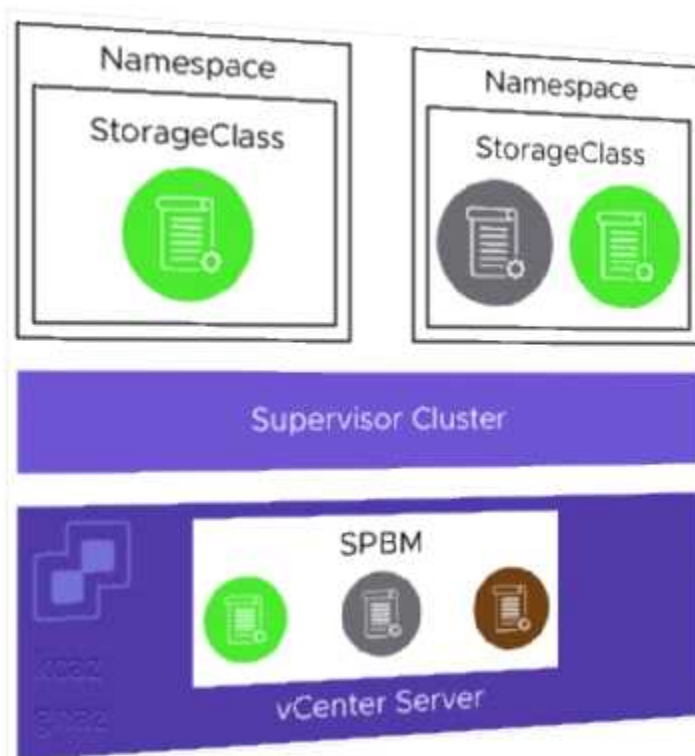 Namespace
StorageClass
Namespace
StorageClass
Supervisor Cluster
SPBM
vCenter Server